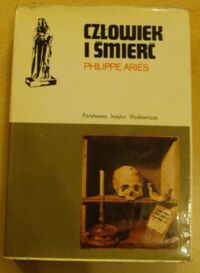 CZŁOWIEK
I ŚMIERĆ
PHILIPPE ARIÈS
Państwowy Instytut Wydawniczy